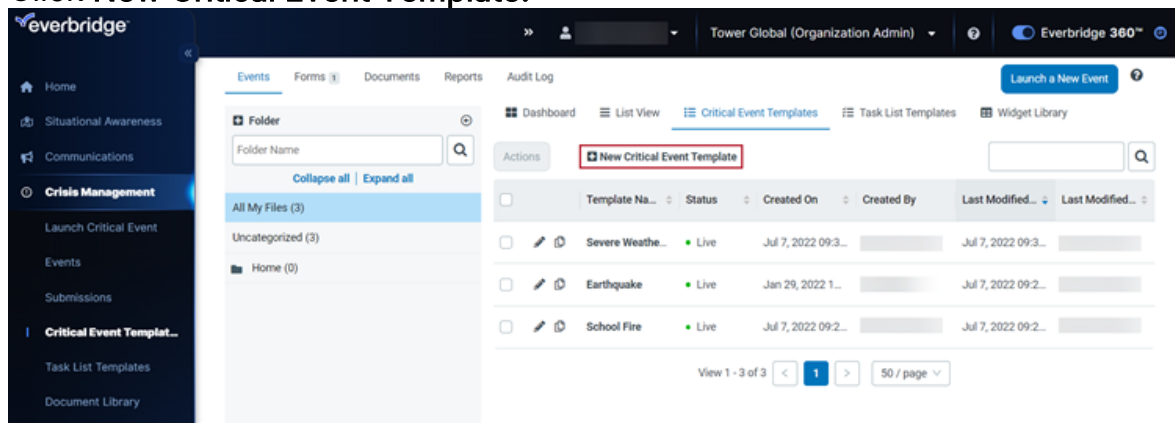 Click New Critical Event Template.
everbridge
Tower Global (Organization Admin)
Everbridge 360™
Home
Situational Awareness
Communications
Crisis Management
Launch Critical Event
Events
Submissions
Critical Event Templat...
Task List Templates
Document Library
Events Forms 1 Documents Reports Audit Log
Launch a New Event
Folder
Folder Name
Collapse all | Expand all
All My Files (3)
Uncategorized (3)
Home (0)
Dashboard List View Critical Event Templates Task List Templates Widget Library
Actions New Critical Event Template
Template Na... Status Created On Created By Last Modified... Last Modified...
Severe Weathe... Live Jul 7, 2022 09:3... Jul 7, 2022 09:3...
Earthquake Live Jan 29, 2022 1... Jul 7, 2022 09:2...
School Fire Live Jul 7, 2022 09:2... Jul 7, 2022 09:2...
View 1 - 3 of 3 < 1 > 50 / page